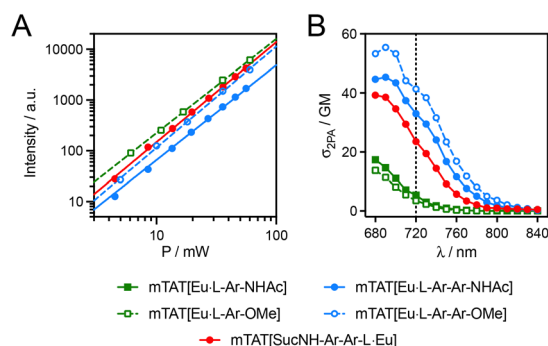 A
B
Intensity / a.u.
10000
1000
100
10
10
100
P / mW
σ2PA / GM
60
40
20
0
680
720
760
800
840
λ / nm
mTAT[Eu·L-Ar-NHAc]
mTAT[Eu·L-Ar-Ar-NHAc]
mTAT[Eu·L-Ar-OMe]
mTAT[Eu·L-Ar-Ar-OMe]
mTAT[SucNH-Ar-Ar-L·Eu]